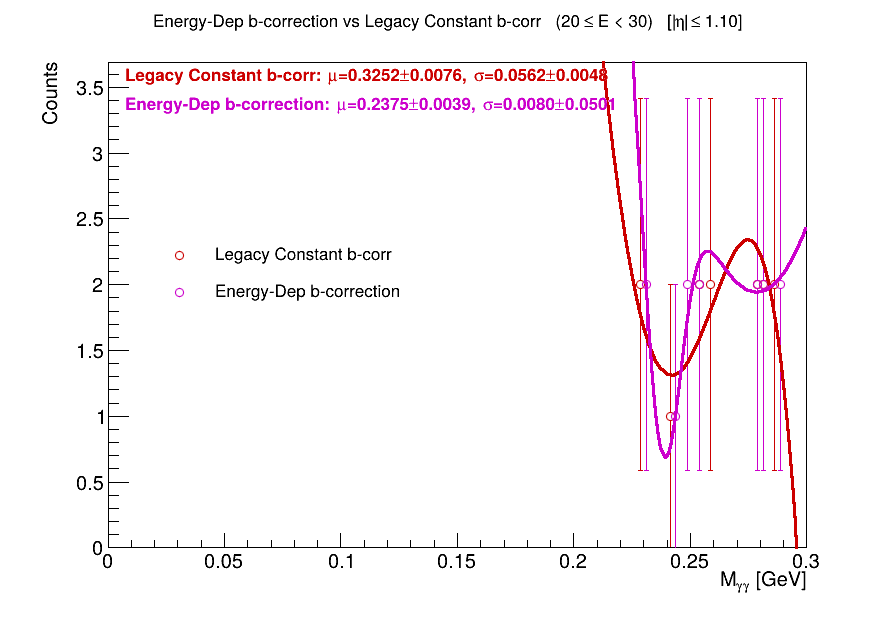 Energy-Dep b-correction vs Legacy Constant b-corr (20 ≤ E < 30) [|η| ≤ 1.10]
Counts
Legacy Constant b-corr: μ=0.3252±0.0076, σ=0.0562±0.0048
Energy-Dep b-correction: μ=0.2375±0.0039, σ=0.0080±0.0501
3.5
3
2.5
2
1.5
1
0.5
0
Legacy Constant b-corr
Energy-Dep b-correction
0 0.05 0.1 0.15 0.2 0.25 0.3
Mγγ [GeV]